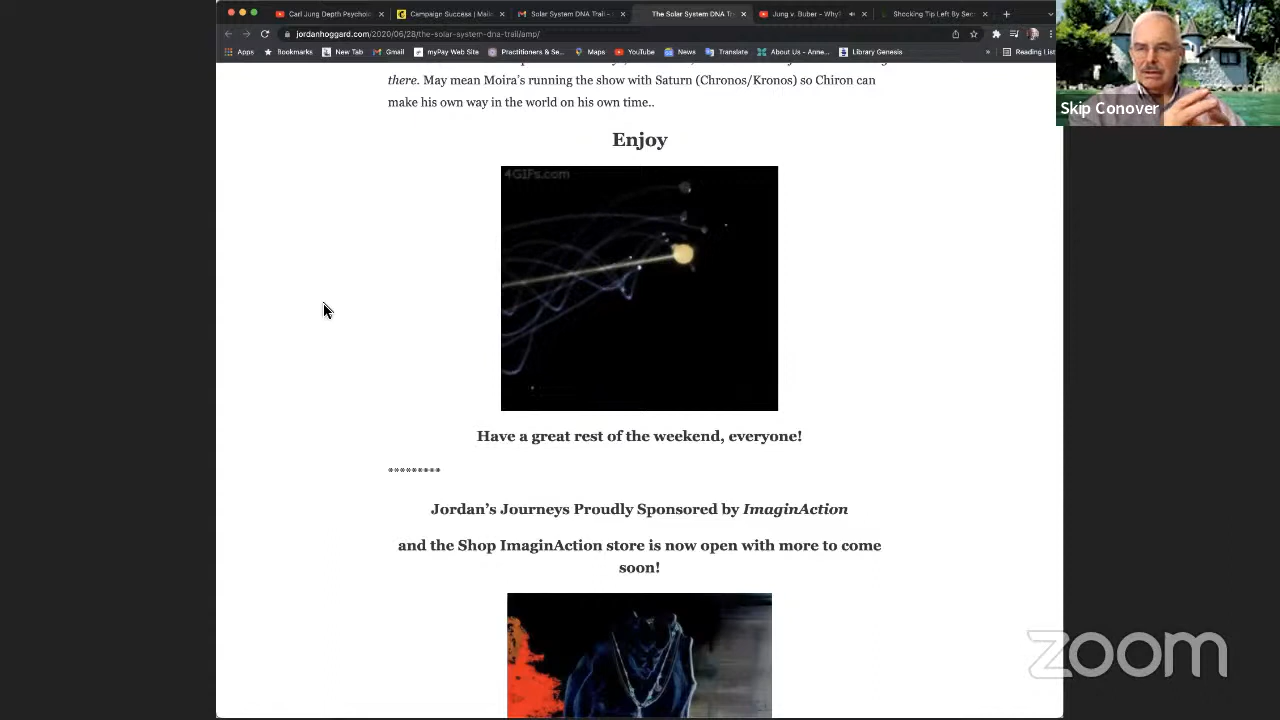 Carl Jung Depth Psychol
Campaign Success | Mail
Solar System DNA Trail –
The Solar System DNA Tr
Jung v. Buber – Why?
Shocking Tip Left By Sec
jordanhoggard.com/2020/06/28/the-solar-system-dna-trail/amp/
Apps
Bookmarks
New Tab
Gmail
myPay Web Site
Practitioners & Se...
Maps
YouTube
News
Translate
About Us - Anne...
Library Genesis
»
Reading List
there. May mean Moira's running the show with Saturn (Chronos/Kronos) so Chiron can
make his own way in the world on his own time..
Skip Conover
Enjoy
4GIFs.com
Have a great rest of the weekend, everyone!
*********
Jordan's Journeys Proudly Sponsored by ImaginAction
and the Shop ImaginAction store is now open with more to come
soon!
zoom